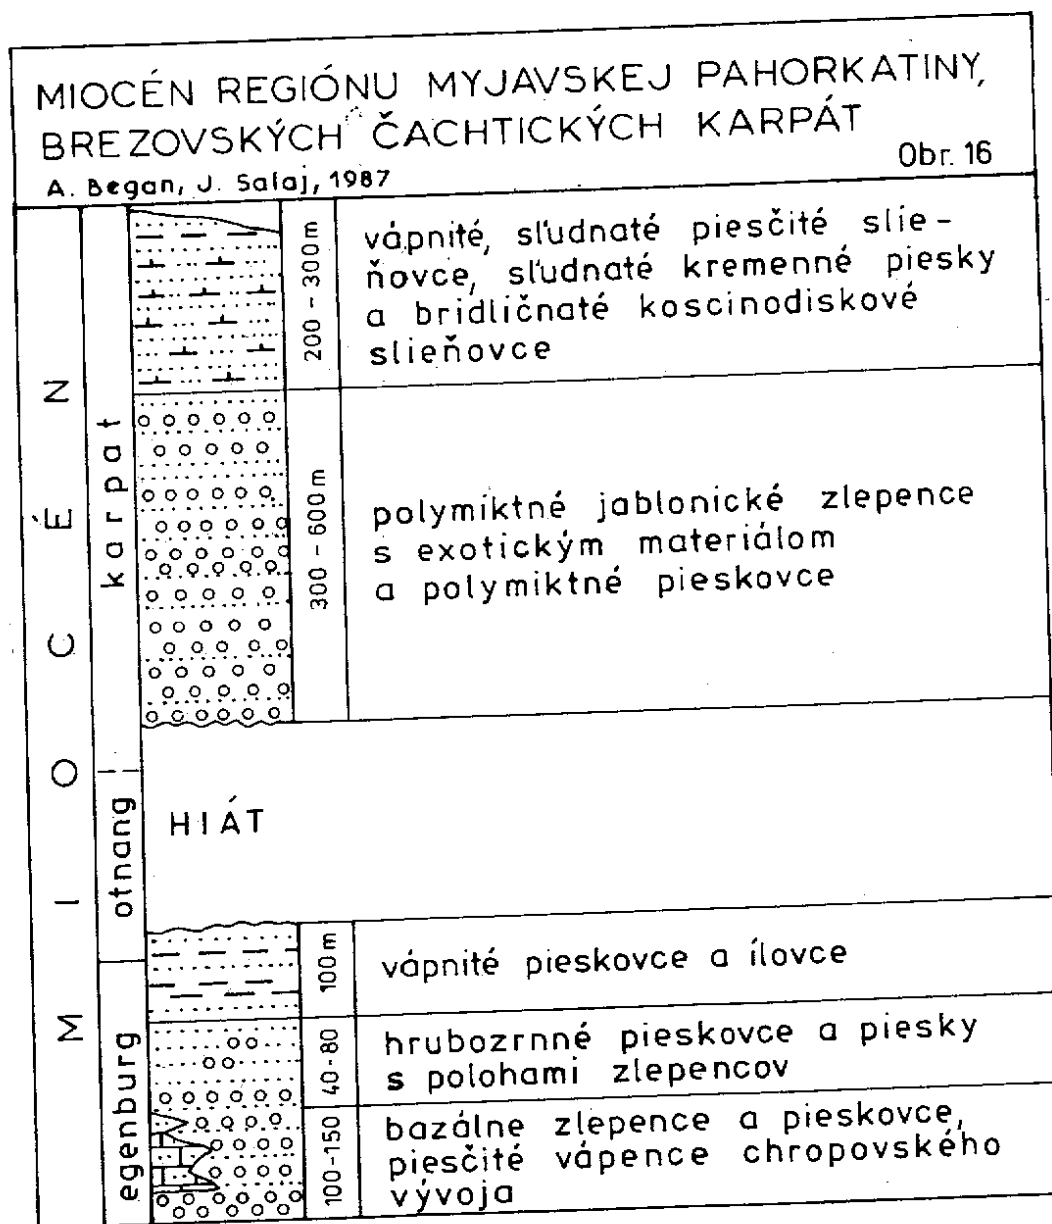 MIOCÉN REGIÓNU MYJAVSKEJ PAHORKATINY,
BREZOVSKÝCH ČACHTICKÝCH KARPÁT
Obr. 16
A. Began, J. Salaj, 1987
MIOCÉN
karpat
200 - 300 m
vápnité, sľudnaté piesčité slie-
ňovce, sľudnaté kremenné piesky
a bridličnaté koscinodiskové
slieňovce
300 - 600 m
polymiktné jablonické zlepence
s exotickým materiálom
a polymiktné pieskovce
otnang
HIÁT
100 m
vápnité pieskovce a ílovce
egenburg
40-80
hrubozrnné pieskovce a piesky
s polohami zlepencov
100-150
bazálne zlepence a pieskovce,
piesčité vápence chropovského
vývoja